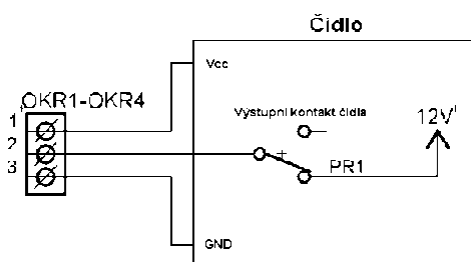 Čidlo
Vcc
OKR1-OKR4
1
2
3
Výstupní kontakt čidla
12V
+
PR1
GND